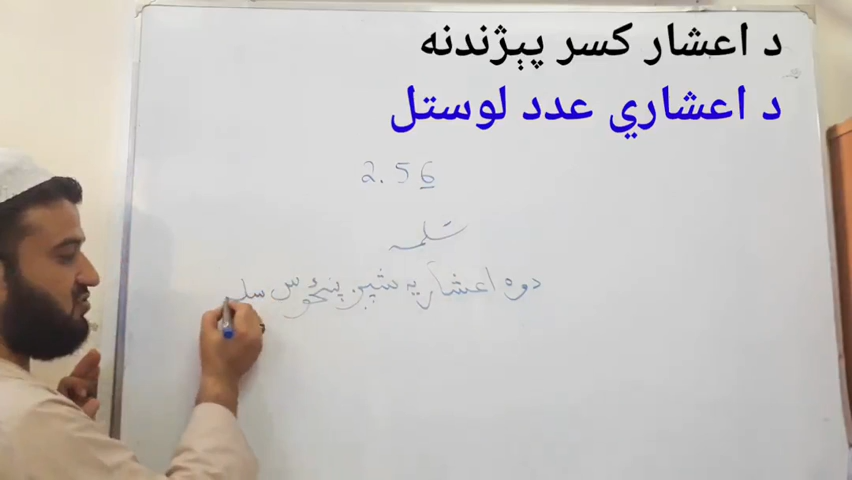 د اعشار کسر پېژندنه
د اعشاري عدد لوستل
2.56
سلمه
دوه اعشاریه شپږ پنځوس سل